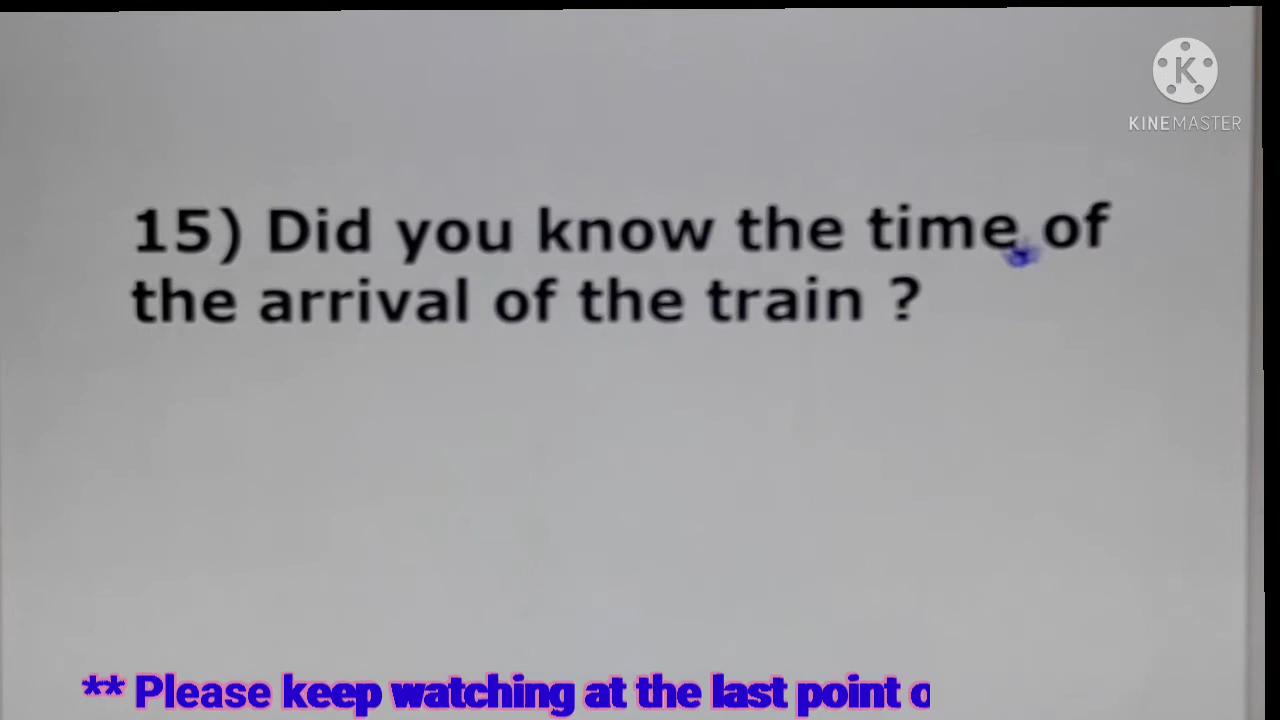 KINEMASTER
15) Did you know the time of
the arrival of the train ?
** Please keep watching at the last point